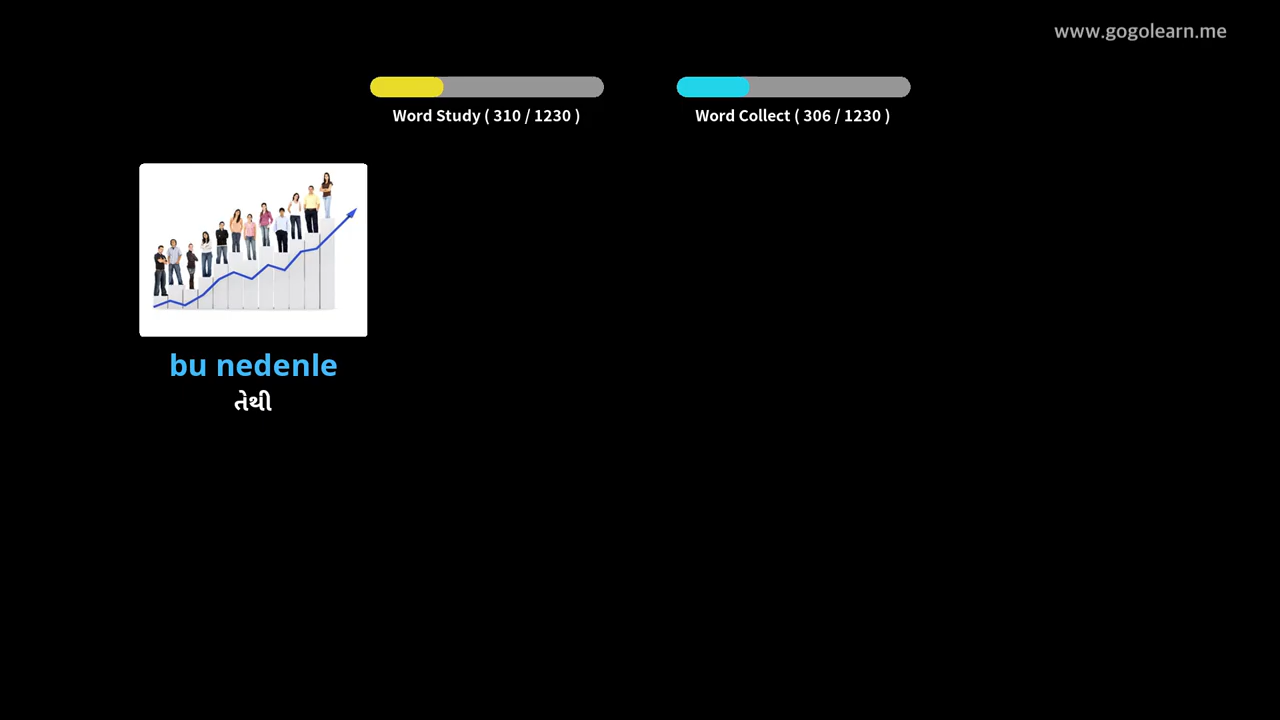 www.gogolearn.me
Word Study ( 310 / 1230 )
Word Collect ( 306 / 1230 )
bu nedenle
તેથી